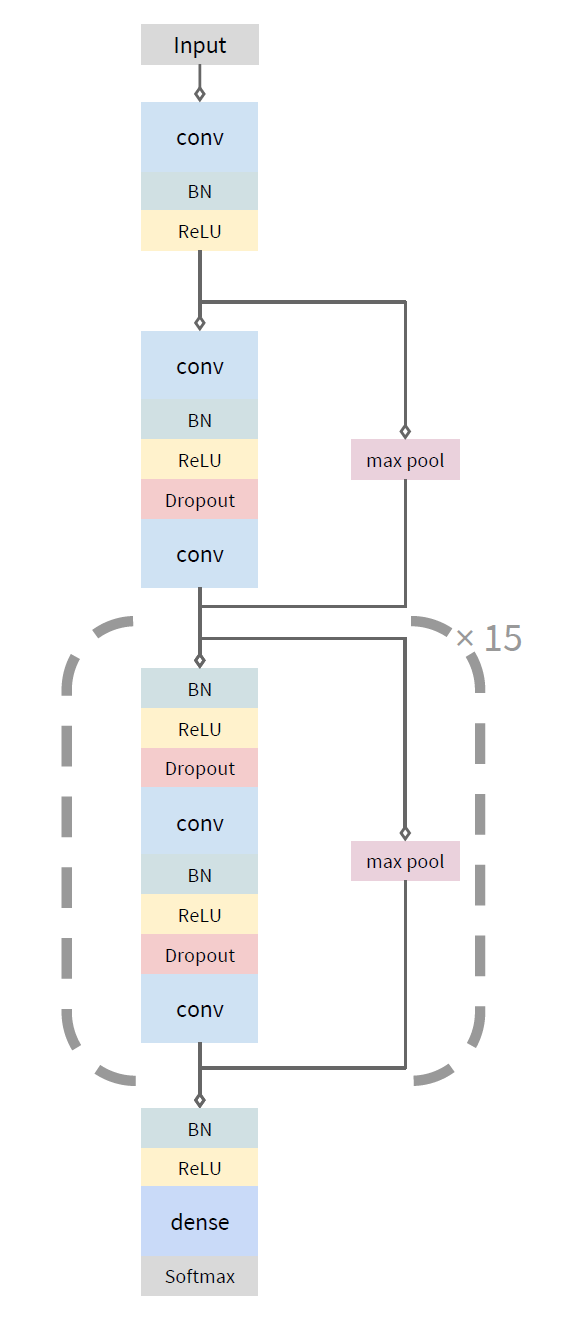 Input
conv
BN
ReLU
conv
BN
ReLU
max pool
Dropout
conv
× 15
BN
ReLU
Dropout
conv
max pool
BN
ReLU
Dropout
conv
BN
ReLU
dense
Softmax